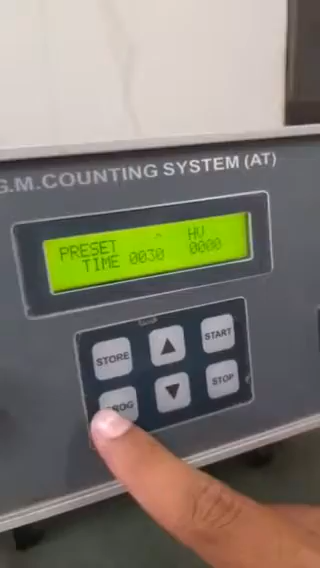 G.M.COUNTING SYSTEM (AT)
PRESET HV
TIME 0030 0000
STORE
START
PROG
STOP